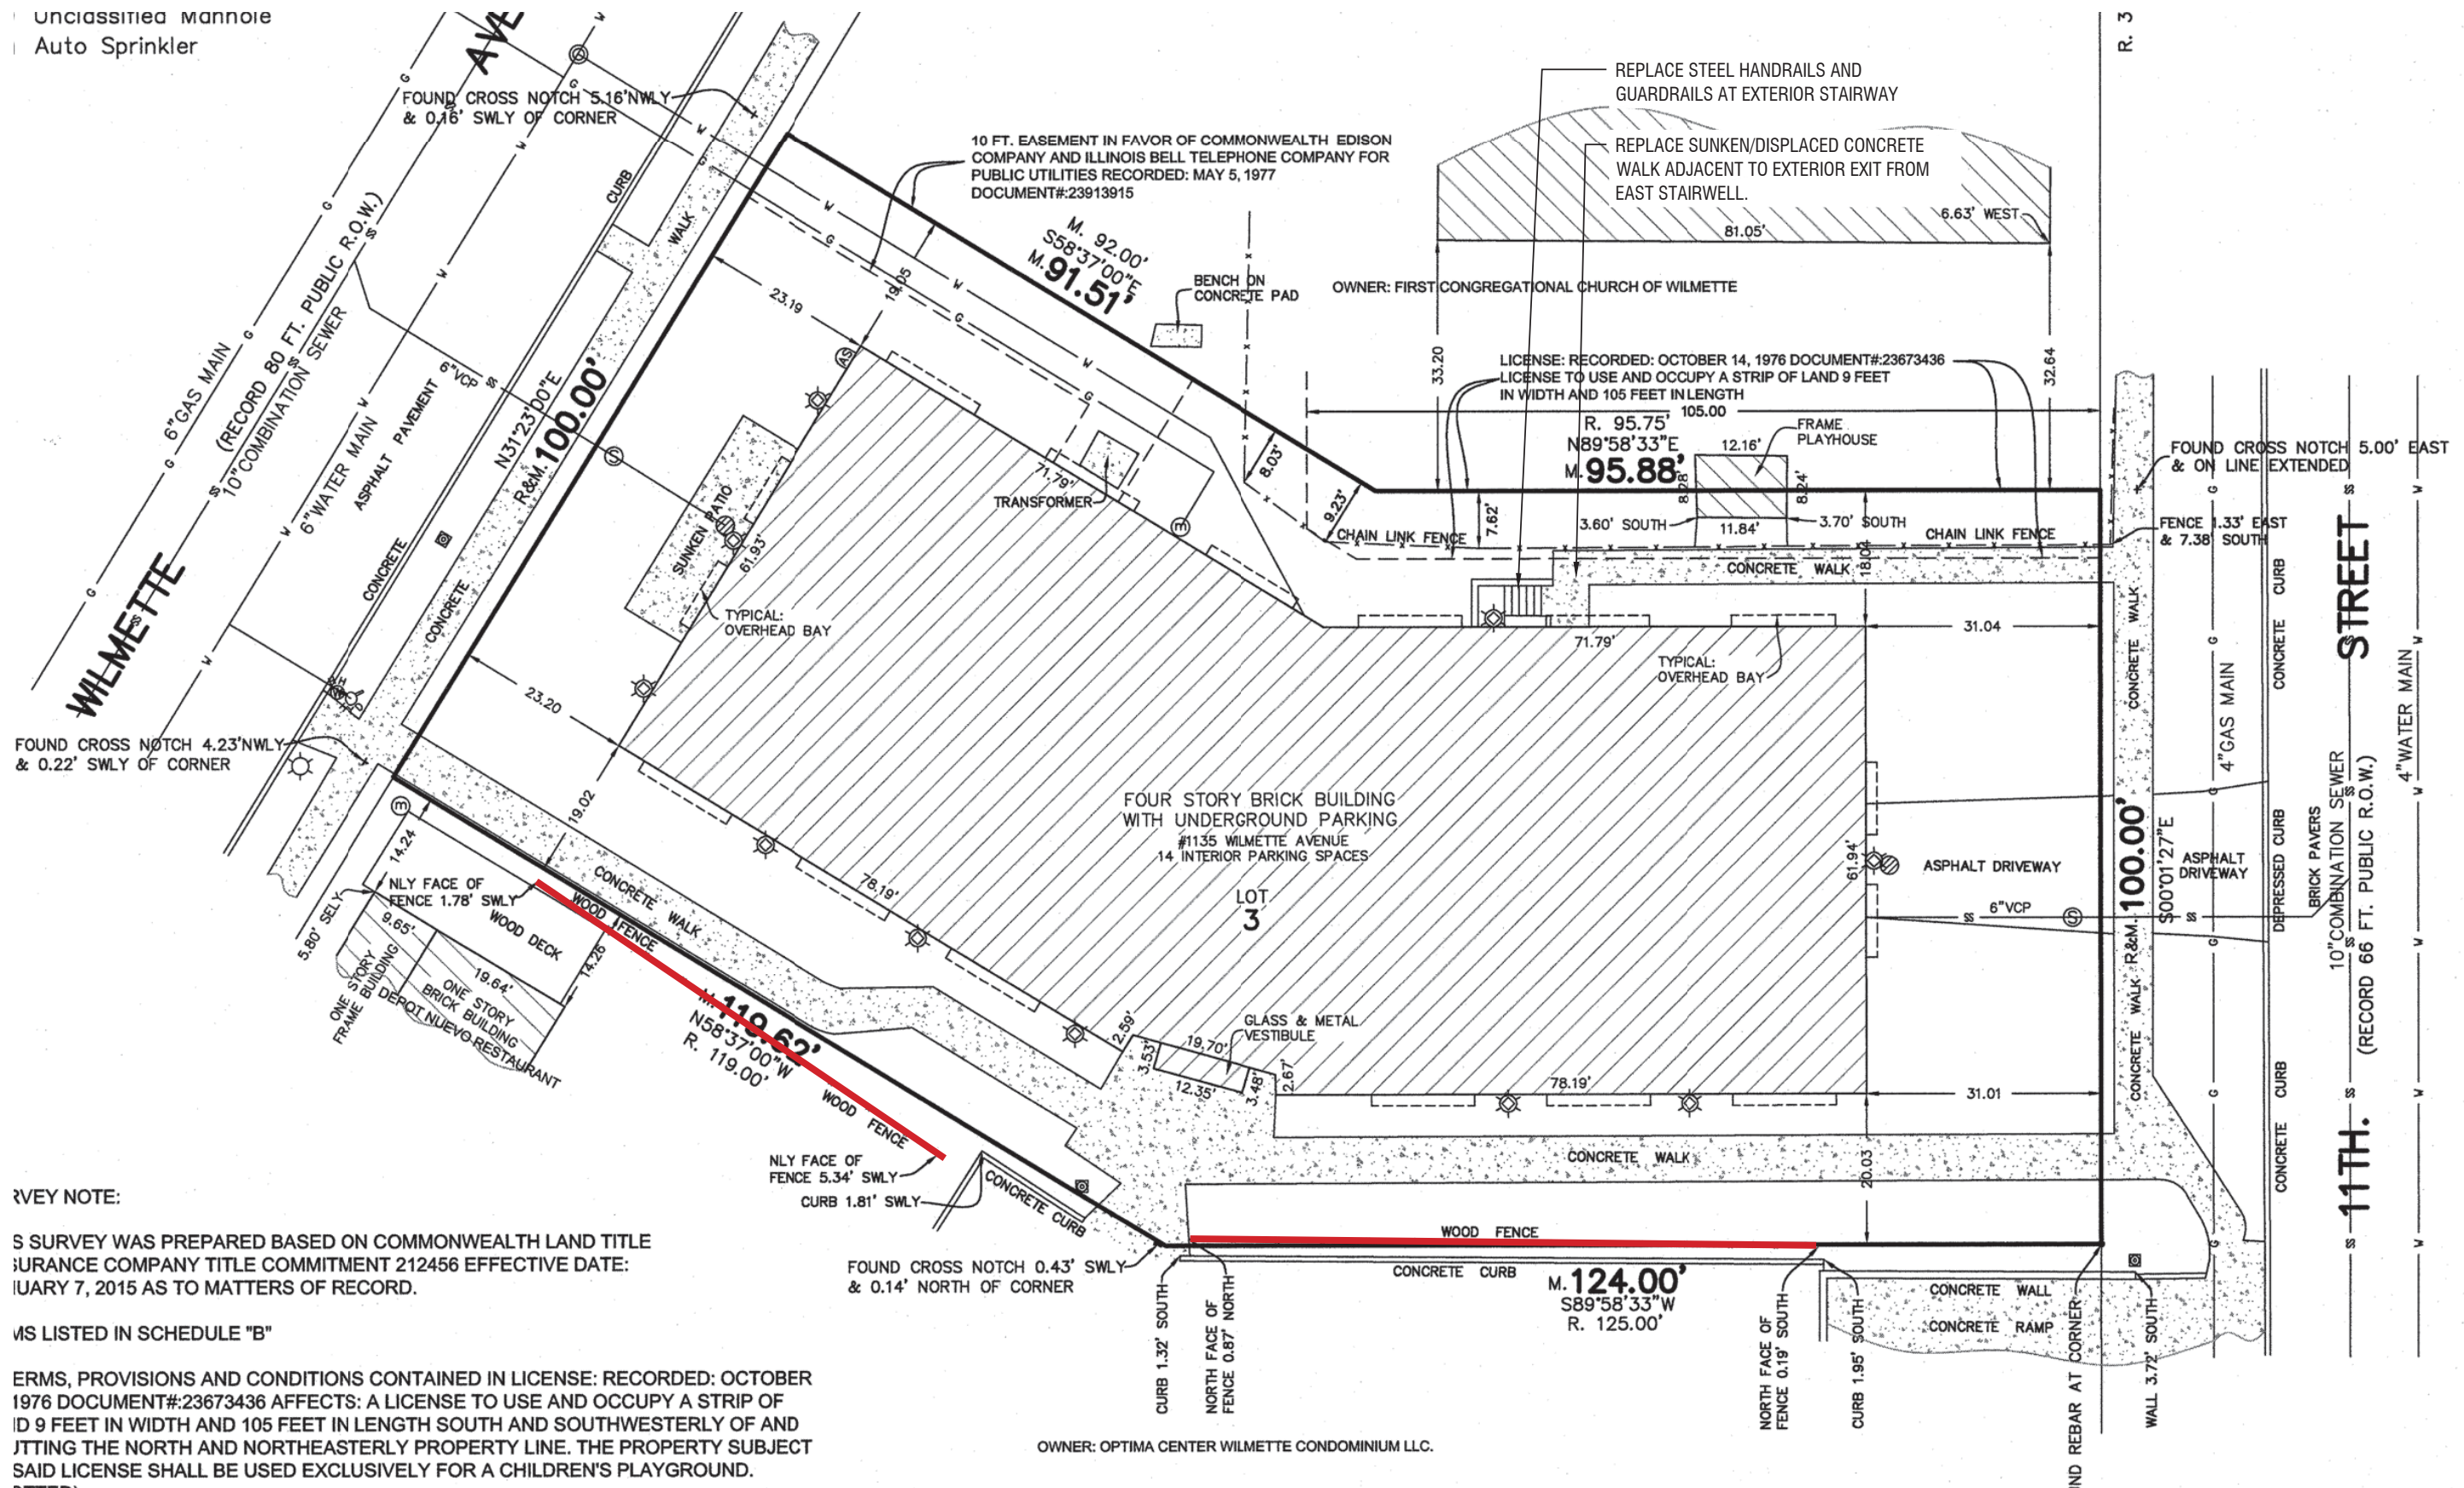 Unclassified Manhole
Auto Sprinkler
AVE
R. 3
FOUND CROSS NOTCH 5.16'NWLY
& 0.16' SWLY OF CORNER
10 FT. EASEMENT IN FAVOR OF COMMONWEALTH EDISON
COMPANY AND ILLINOIS BELL TELEPHONE COMPANY FOR
PUBLIC UTILITIES RECORDED: MAY 5, 1977
DOCUMENT#:23913915
REPLACE STEEL HANDRAILS AND
GUARDRAILS AT EXTERIOR STAIRWAY
REPLACE SUNKEN/DISPLACED CONCRETE
WALK ADJACENT TO EXTERIOR EXIT FROM
EAST STAIRWELL.
6.63' WEST
81.05'
M. 92.00'
S58°37'00"E
M. 91.51'
BENCH ON
CONCRETE PAD
OWNER: FIRST CONGREGATIONAL CHURCH OF WILMETTE
33.20
32.64
LICENSE: RECORDED: OCTOBER 14, 1976 DOCUMENT#:23673436
LICENSE TO USE AND OCCUPY A STRIP OF LAND 9 FEET
IN WIDTH AND 105 FEET IN LENGTH
105.00
R. 95.75'
N89°58'33"E
M. 95.88'
12.16'
FRAME
PLAYHOUSE
8.28'
8.24'
3.60' SOUTH
11.84'
3.70' SOUTH
7.62'
CHAIN LINK FENCE
CHAIN LINK FENCE
8.03'
9.23'
CONCRETE WALK
18.04
FOUND CROSS NOTCH 5.00' EAST
& ON LINE EXTENDED
FENCE 1.33' EAST
& 7.38' SOUTH
CURB
WALK
23.19
19.05
AS
6"GAS MAIN
(RECORD 80 FT. PUBLIC R.O.W.)
10"COMBINATION SEWER
6"WATER MAIN
ASPHALT PAVEMENT
6"VCP
N31°23'00"E
R&M. 100.00'
WILMETTE
CONCRETE
CONCRETE
SUNKEN PATIO
61.93'
TYPICAL:
OVERHEAD BAY
71.79'
TRANSFORMER
71.79'
TYPICAL:
OVERHEAD BAY
31.04
23.20
19.02
FOUND CROSS NOTCH 4.23'NWLY
& 0.22' SWLY OF CORNER
FOUR STORY BRICK BUILDING
WITH UNDERGROUND PARKING
#1135 WILMETTE AVENUE
14 INTERIOR PARKING SPACES
LOT
3
61.94'
ASPHALT DRIVEWAY
6"VCP
CONCRETE WALK
CONCRETE WALK
R&M. 100.00'
S00°01'27"E
ASPHALT
DRIVEWAY
4"GAS MAIN
CONCRETE CURB
DEPRESSED CURB
CONCRETE CURB
CONCRETE CURB
BRICK PAVERS
10"COMBINATION SEWER
(RECORD 66 FT. PUBLIC R.O.W.)
4"WATER MAIN
11TH. STREET
14.24
5.80' SELY
NLY FACE OF
FENCE 1.78' SWLY
WOOD FENCE
CONCRETE WALK
78.19'
WOOD DECK
9.65'
19.64'
14.26
ONE STORY
FRAME BUILDING
ONE STORY
BRICK BUILDING
DEPOT NUEVO RESTAURANT
M. 119.62'
N58°37'00"W
R. 119.00'
WOOD FENCE
NLY FACE OF
FENCE 5.34' SWLY
CURB 1.81' SWLY
CONCRETE CURB
2.59'
3.53'
19.70'
12.35'
3.48'
2.67'
GLASS & METAL
VESTIBULE
78.19'
31.01
CONCRETE WALK
20.03
WOOD FENCE
CONCRETE CURB
FOUND CROSS NOTCH 0.43' SWLY
& 0.14' NORTH OF CORNER
CURB 1.32' SOUTH
NORTH FACE OF
FENCE 0.87' NORTH
M. 124.00'
S89°58'33"W
R. 125.00'
NORTH FACE OF
FENCE 0.19' SOUTH
CURB 1.95' SOUTH
CONCRETE WALL
CONCRETE RAMP
ND REBAR AT CORNER
WALL 3.72' SOUTH
OWNER: OPTIMA CENTER WILMETTE CONDOMINIUM LLC.
RVEY NOTE:
S SURVEY WAS PREPARED BASED ON COMMONWEALTH LAND TITLE
SURANCE COMPANY TITLE COMMITMENT 212456 EFFECTIVE DATE:
UARY 7, 2015 AS TO MATTERS OF RECORD.
MS LISTED IN SCHEDULE "B"
ERMS, PROVISIONS AND CONDITIONS CONTAINED IN LICENSE: RECORDED: OCTOBER
1976 DOCUMENT#:23673436 AFFECTS: A LICENSE TO USE AND OCCUPY A STRIP OF
D 9 FEET IN WIDTH AND 105 FEET IN LENGTH SOUTH AND SOUTHWESTERLY OF AND
JTTING THE NORTH AND NORTHEASTERLY PROPERTY LINE. THE PROPERTY SUBJECT
SAID LICENSE SHALL BE USED EXCLUSIVELY FOR A CHILDREN'S PLAYGROUND.